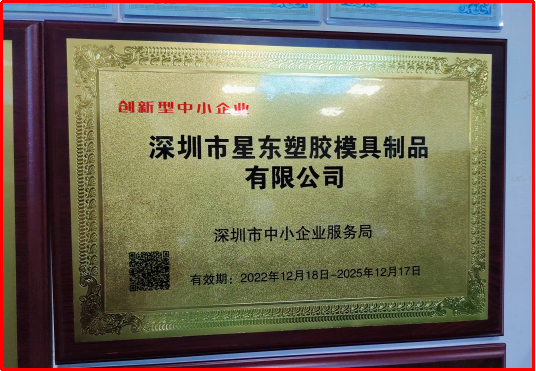 创新型中小企业
深圳市星东塑胶模具制品
有限公司
深圳市中小企业服务局
有效期：2022年12月18日-2025年12月17日